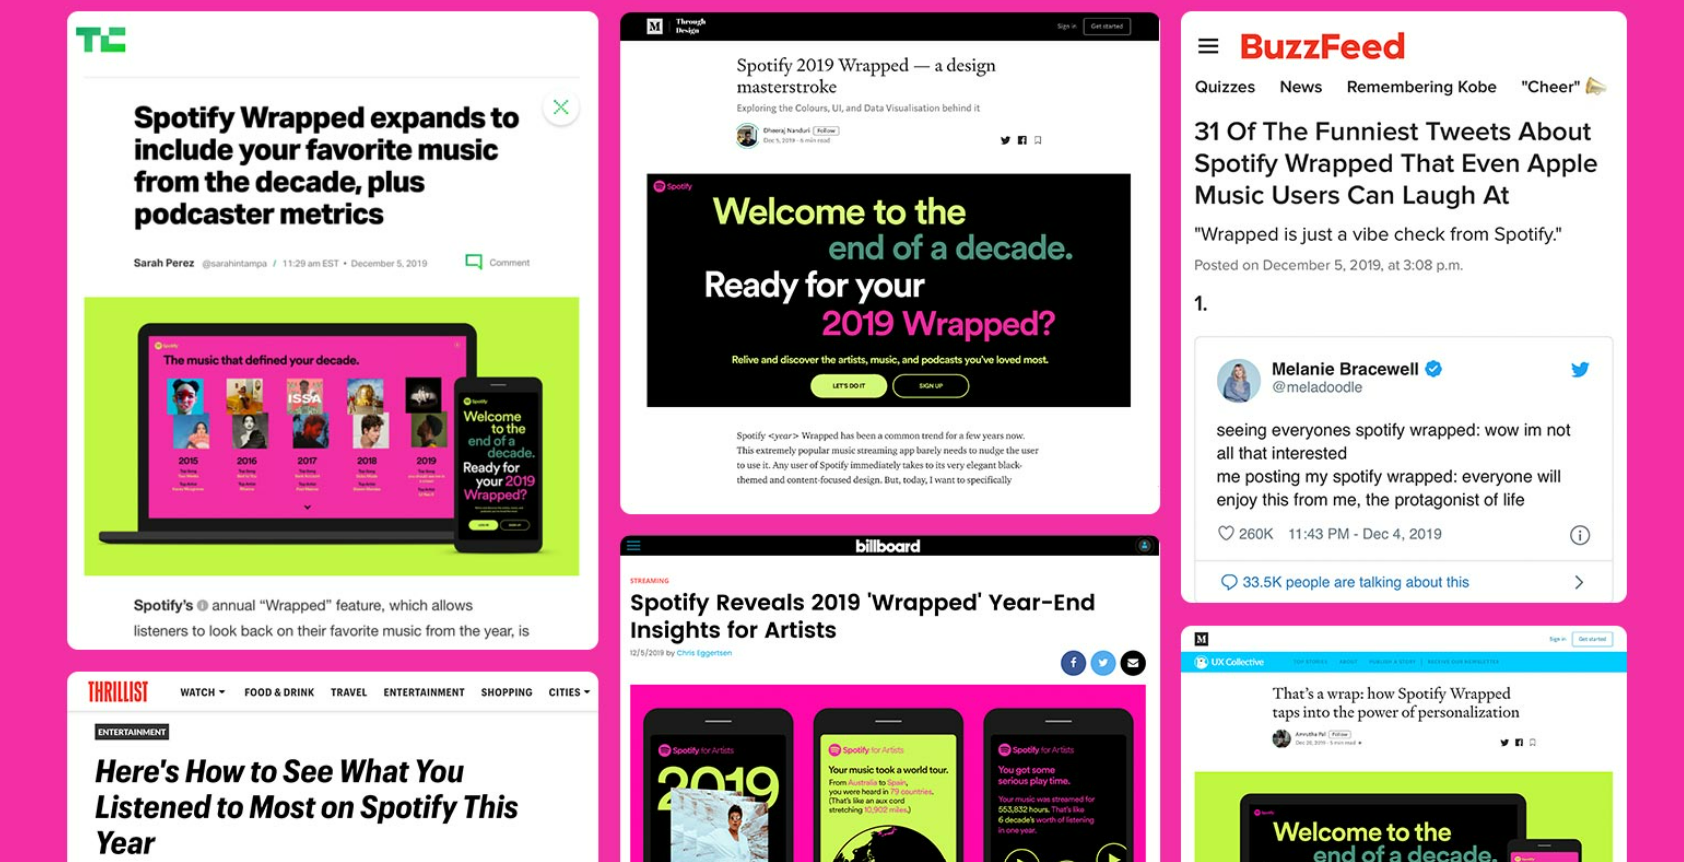 TC
Spotify Wrapped expands to
include your favorite music
from the decade, plus
podcaster metrics
Sarah Perez @sarahintampa / 11:29 am EST • December 5, 2019
Comment
Spotify
The music that defined your decade.
ISSA
2015 2016 2017 2018 2019
Spotify
Welcome
to the
end of a
decade.
Ready for
your 2019
Wrapped?
Spotify's annual “Wrapped” feature, which allows
listeners to look back on their favorite music from the year, is
THRILLIST
WATCH FOOD & DRINK TRAVEL ENTERTAINMENT SHOPPING CITIES
ENTERTAINMENT
Here's How to See What You
Listened to Most on Spotify This
Year
M Through
Design
Sign in Get started
Spotify 2019 Wrapped — a design
masterstroke
Exploring the Colours, UI, and Data Visualisation behind it
Dheeraj Nanduri Follow
Dec 5, 2019 · 6 min read
Spotify
Welcome to the
end of a decade.
Ready for your
2019 Wrapped?
Relive and discover the artists, music, and podcasts you've loved most.
LET'S DO IT SIGN UP
Spotify <year> Wrapped has been a common trend for a few years now.
This extremely popular music streaming app barely needs to nudge the user
to use it. Any user of Spotify immediately takes to its very elegant black-
themed and content-focused design. But, today, I want to specifically
billboard
STREAMING
Spotify Reveals 2019 'Wrapped' Year-End
Insights for Artists
12/5/2019 by Chris Eggertsen
Spotify for Artists
2019
Spotify for Artists
Your music took a world tour.
From Australia to Spain,
you were heard in 79 countries.
(That's like an aux cord
stretching 10,902 miles.)
Spotify for Artists
You got some
serious play time.
Your music was streamed for
553,832 hours. That's like
6 decade's worth of listening
in one year.
BuzzFeed
Quizzes News Remembering Kobe "Cheer"
31 Of The Funniest Tweets About
Spotify Wrapped That Even Apple
Music Users Can Laugh At
"Wrapped is just a vibe check from Spotify."
Posted on December 5, 2019, at 3:08 p.m.
1.
Melanie Bracewell
@meladoodle
seeing everyones spotify wrapped: wow im not
all that interested
me posting my spotify wrapped: everyone will
enjoy this from me, the protagonist of life
260K 11:43 PM - Dec 4, 2019
33.5K people are talking about this
M
Sign in Get started
UX Collective TOP STORIES ABOUT PUBLISH A STORY RECEIVE OUR NEWSLETTER
That's a wrap: how Spotify Wrapped
taps into the power of personalization
Amrutha Pal Follow
2019 · 5 min read
Spotify
Welcome to the
end of a decade.